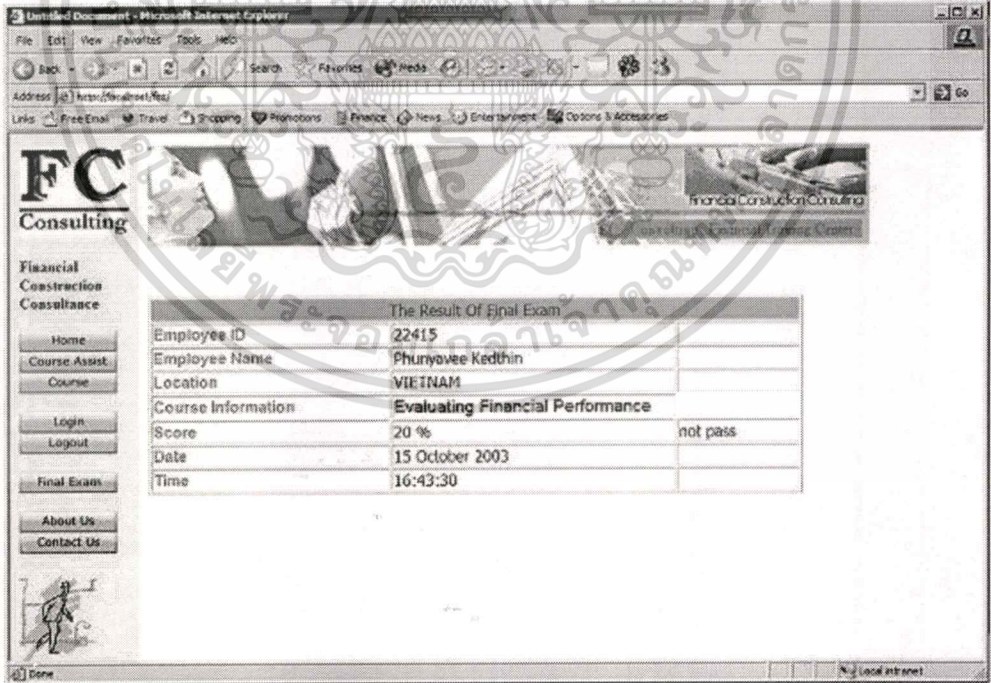 Untitled Document - Microsoft Internet Explorer
File Edit View Favorites Tools Help
Back Search Favorites Media
Address Go
Links Free Email Travel Shopping Promotions Finance News Entertainment Options & Accessories
FC
Consulting
Financial Construction Consulting
Financial
Construction
Consultance
Home
Course Assist
Course
Login
Logout
Final Exam
About Us
Contact Us
The Result Of Final Exam
Employee ID 22415
Employee Name Phunyavee Kedthin
Location VIETNAM
Course Information Evaluating Financial Performance
Score 20 % not pass
Date 15 October 2003
Time 16:43:30
Done Local intranet